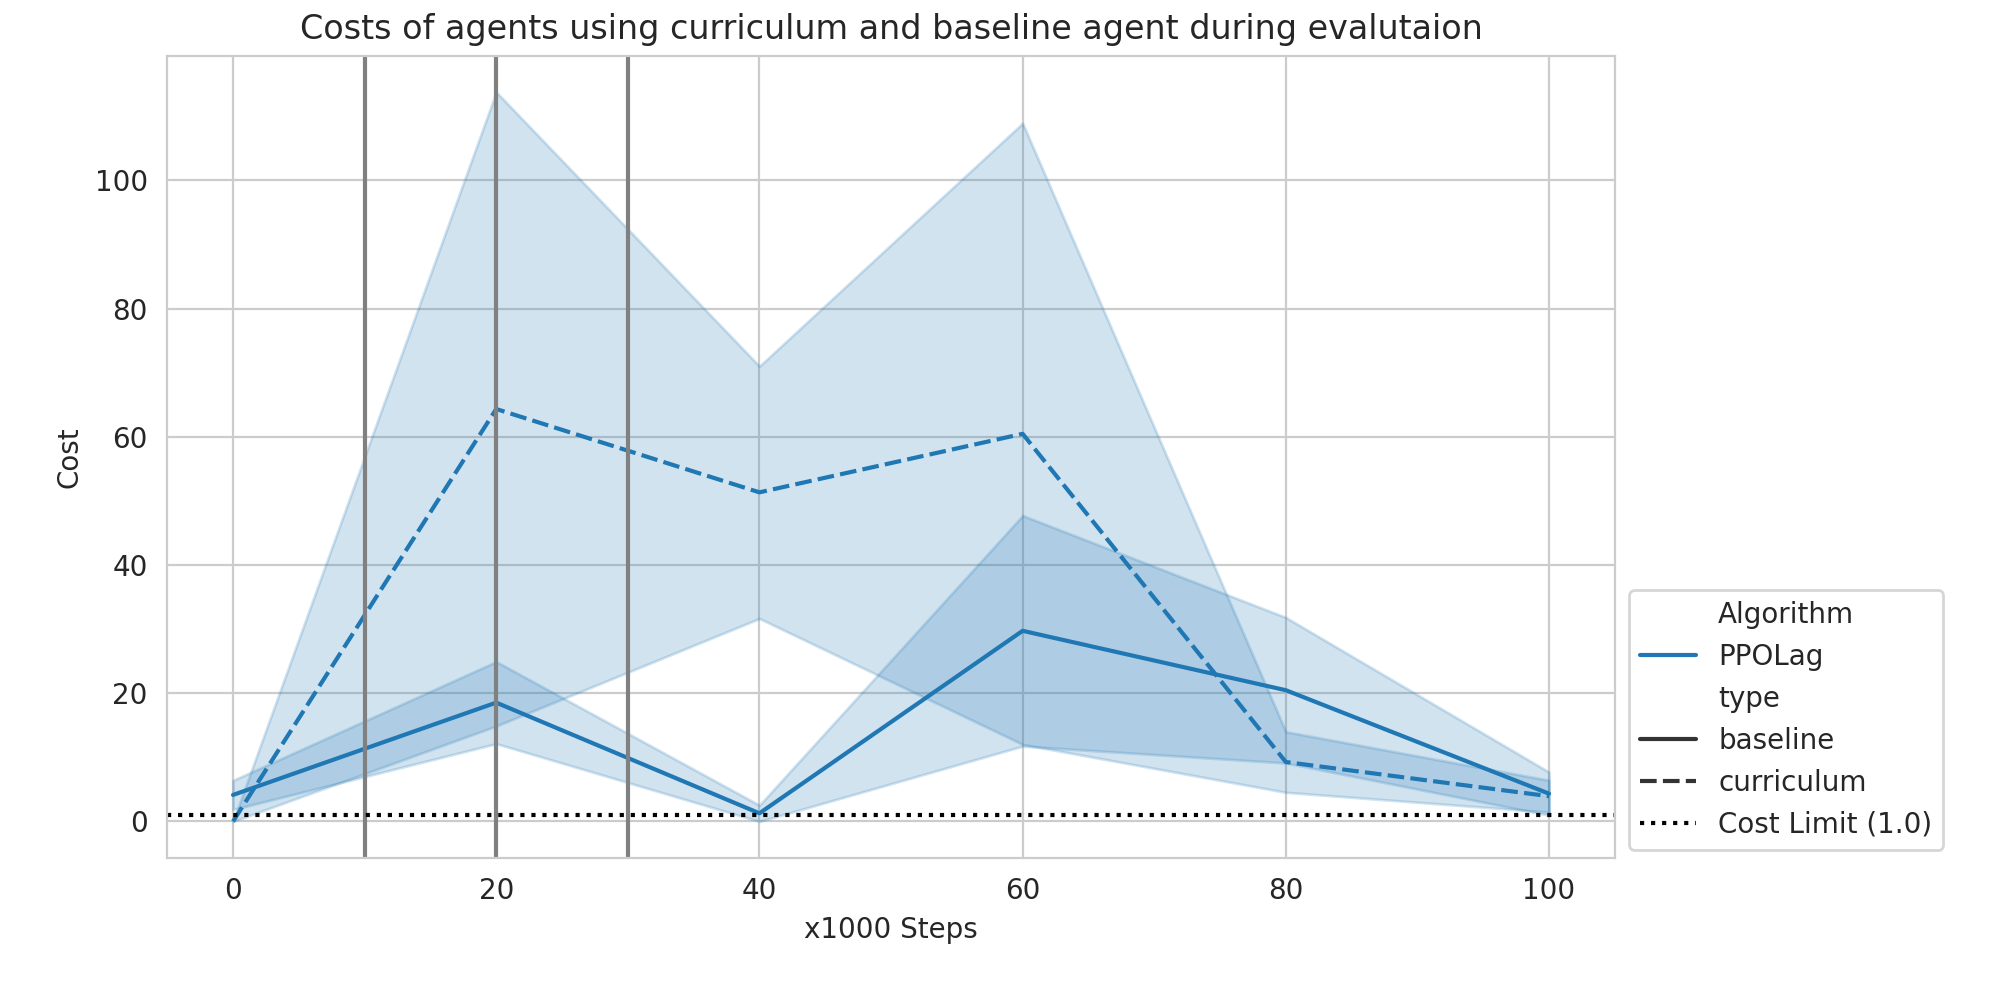 Costs of agents using curriculum and baseline agent during evalutaion
100
80
60
40
20
0
Cost
0 20 40 60 80 100
x1000 Steps
Algorithm
PPOLag
type
baseline
curriculum
Cost Limit (1.0)